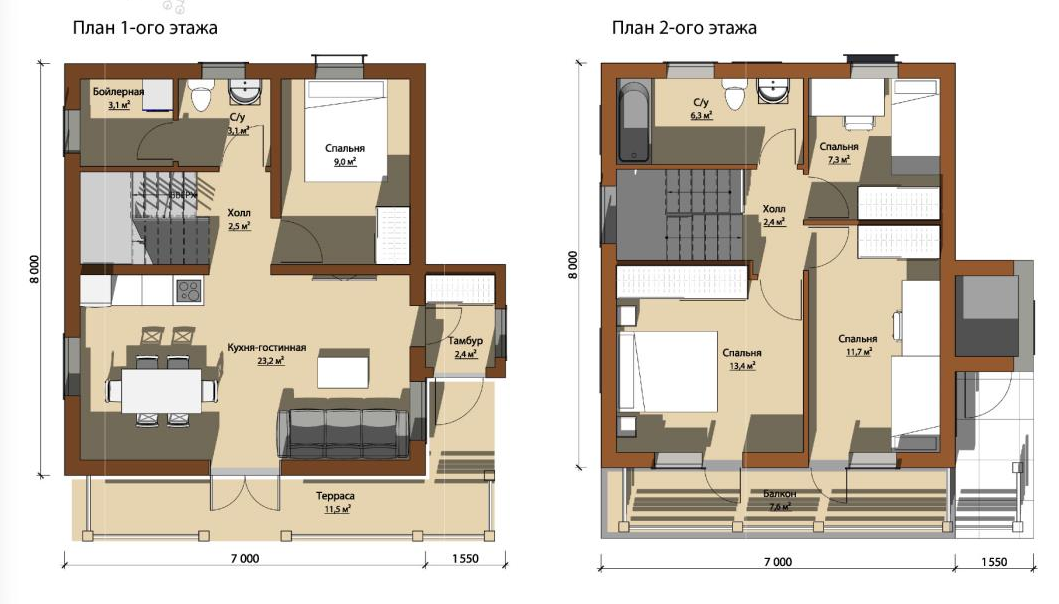 План 1-ого этажа
План 2-ого этажа
Бойлерная
3,1 м²
С/у
3,1 м²
Спальня
9,0 м²
ВВЕРХ
Холл
2,5 м²
8 000
Кухня-гостинная
23,2 м²
Тамбур
2,4 м²
Терраса
11,5 м²
7 000
1 550
С/у
6,3 м²
Спальня
7,3 м²
Холл
2,4 м²
8 000
Спальня
13,4 м²
Спальня
11,7 м²
Балкон
7,6 м²
7 000
1 550